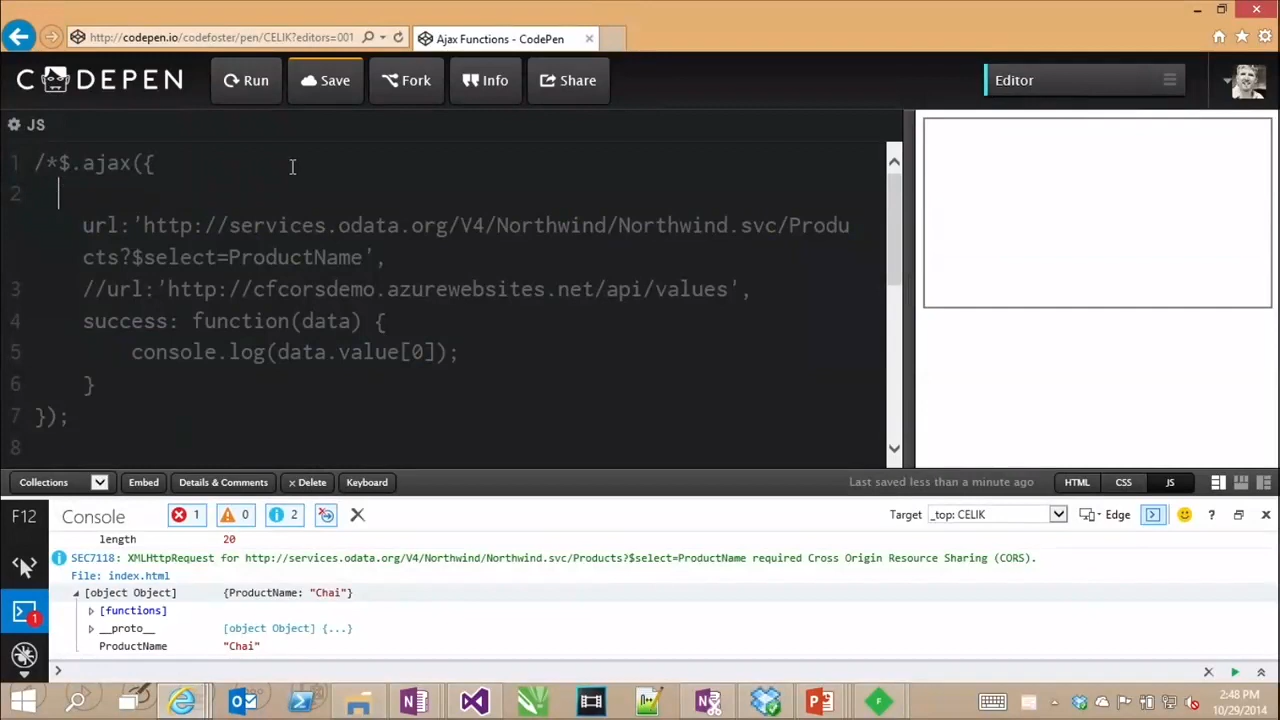 http://codepen.io/codefoster/pen/CELIK?editors=001
Ajax Functions - CodePen
CODEPEN
Run
Save
Fork
Info
Share
Editor
JS
1 /*$.ajax({
2
url:'http://services.odata.org/V4/Northwind/Northwind.svc/Produ
cts?$select=ProductName',
3 //url:'http://cfcorsdemo.azurewebsites.net/api/values',
4 success: function(data) {
5 console.log(data.value[0]);
6 }
7 });
8
Collections
Embed
Details & Comments
× Delete
Keyboard
Last saved less than a minute ago
HTML
CSS
JS
F12
Console
1
0
2
Target
_top: CELIK
Edge
?
length 20
SEC7118: XMLHttpRequest for http://services.odata.org/V4/Northwind/Northwind.svc/Products?$select=ProductName required Cross Origin Resource Sharing (CORS).
File: index.html
[object Object] {ProductName: "Chai"}
[functions]
__proto__ [object Object] {...}
ProductName "Chai"
1
2:48 PM
10/29/2014